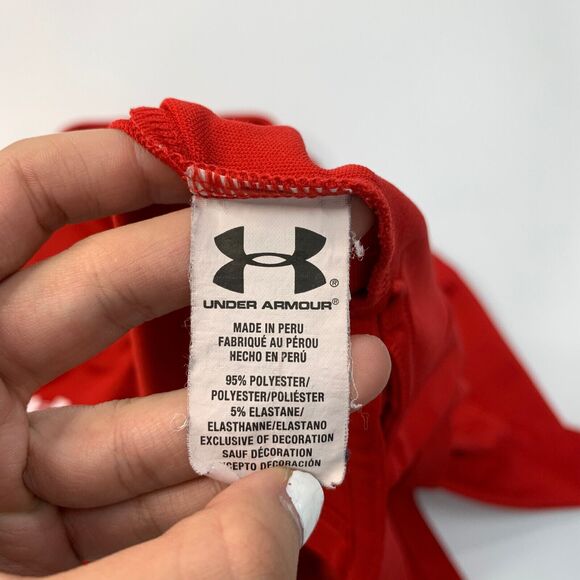 UNDER ARMOUR®
MADE IN PERU
FABRIQUÉ AU PÉROU
HECHO EN PERÚ
95% POLYESTER/
POLYESTER/POLIÉSTER
5% ELASTANE/
ELASTHANNE/ELASTANO
EXCLUSIVE OF DECORATION
SAUF DÉCORATION